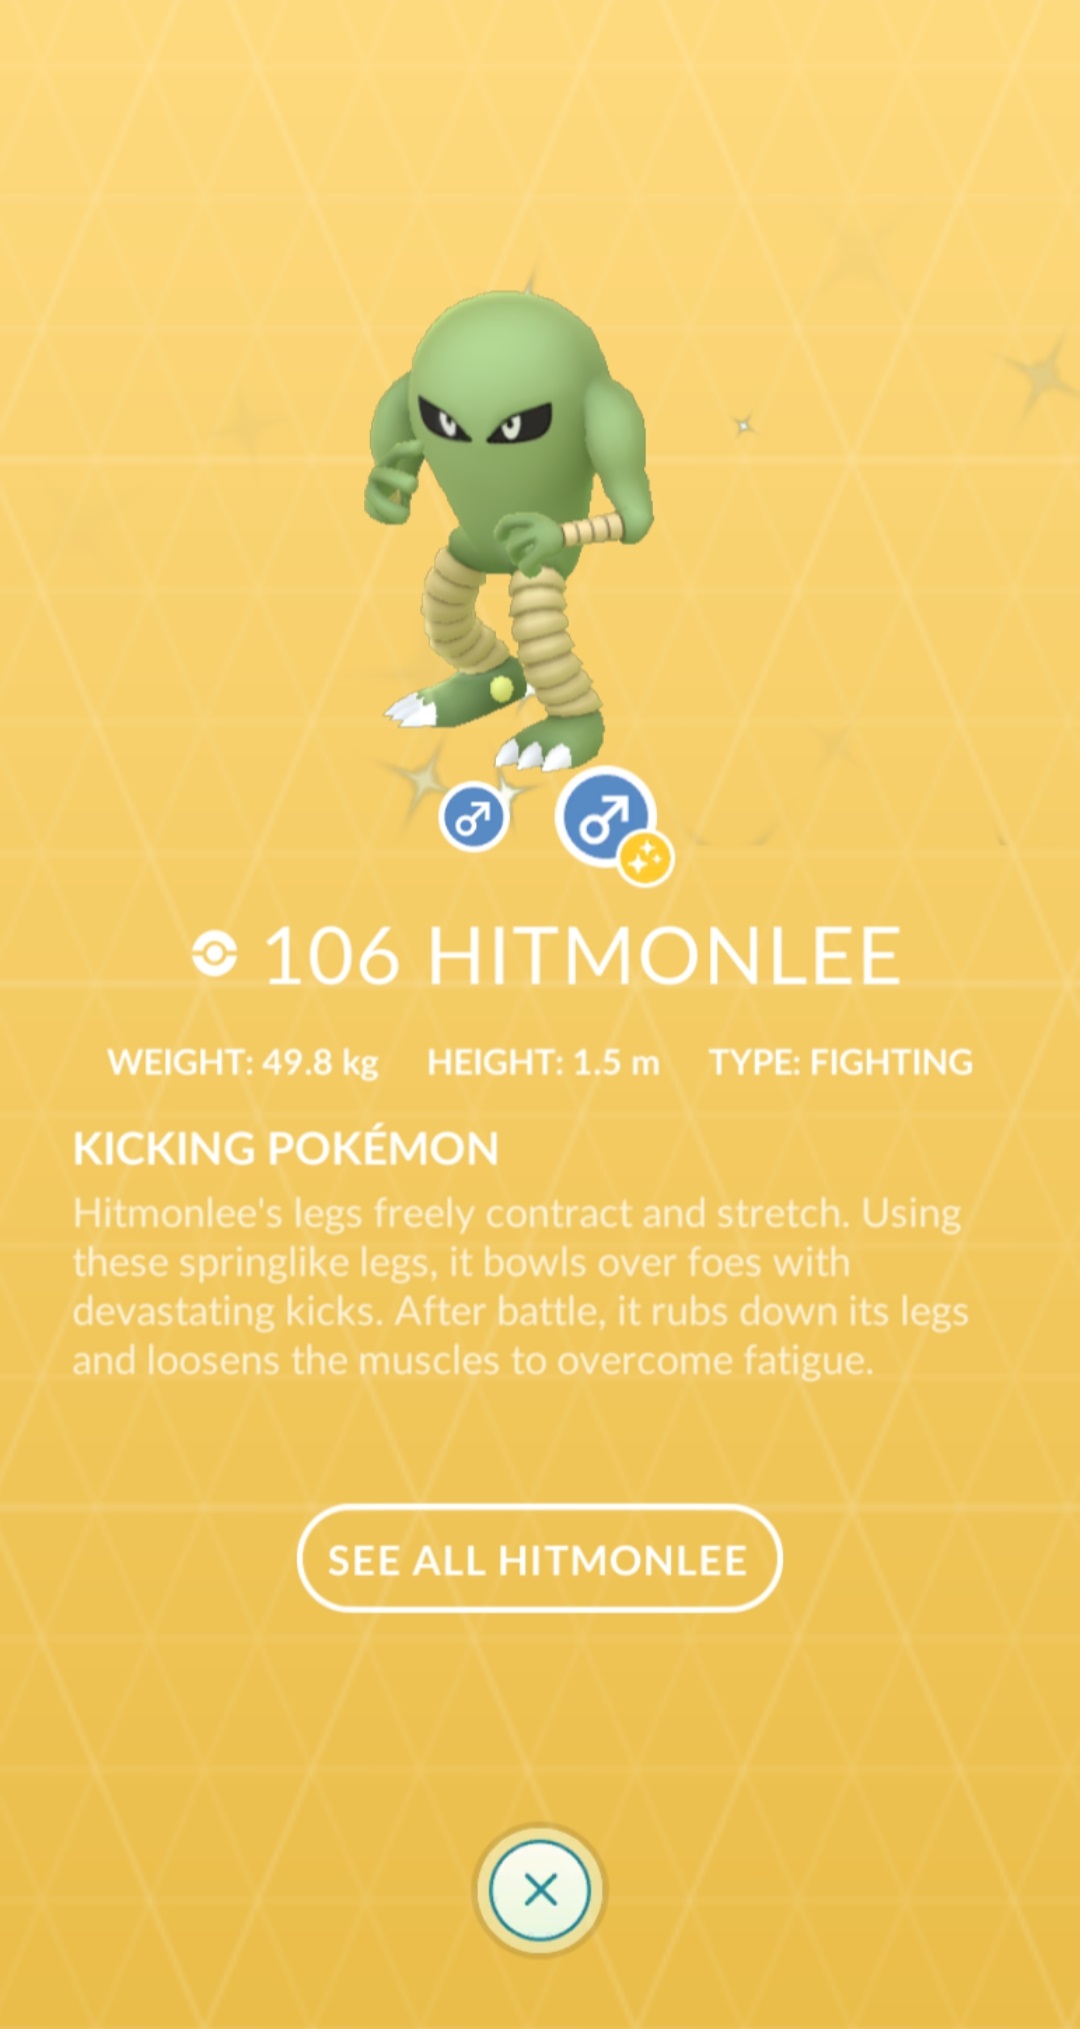 106 HITMONLEE
WEIGHT: 49.8 kg HEIGHT: 1.5 m TYPE: FIGHTING
KICKING POKÉMON
Hitmonlee's legs freely contract and stretch. Using
these springlike legs, it bowls over foes with
devastating kicks. After battle, it rubs down its legs
and loosens the muscles to overcome fatigue.
SEE ALL HITMONLEE